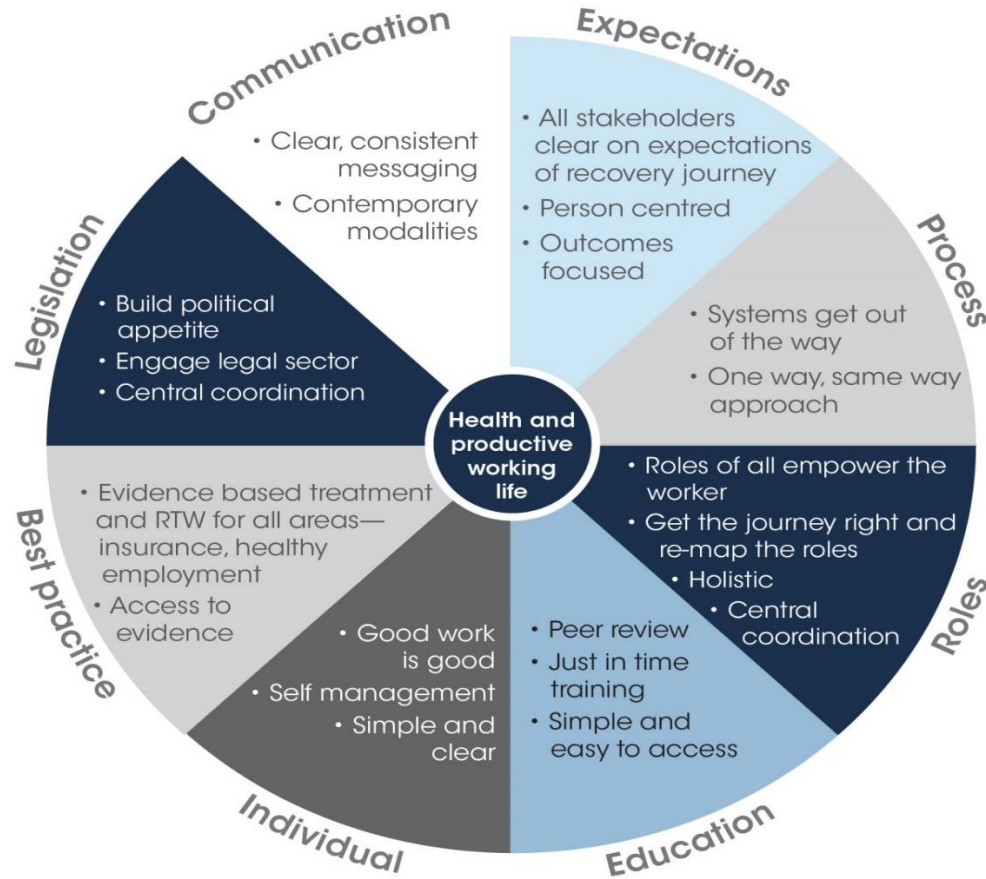 Communication
• Clear, consistent
messaging
• Contemporary
modalities
Expectations
• All stakeholders
clear on expectations
of recovery journey
• Person centred
• Outcomes
focused
Process
• Systems get out
of the way
• One way, same way
approach
Roles
• Roles of all empower the
worker
• Get the journey right and
re-map the roles
• Holistic
• Central
coordination
Education
• Peer review
• Just in time
training
• Simple and
easy to access
Individual
• Good work
is good
• Self management
• Simple and
clear
Best practice
• Evidence based treatment
and RTW for all areas—
insurance, healthy
employment
• Access to
evidence
Legislation
• Build political
appetite
• Engage legal sector
• Central coordination
Health and
productive
working
life